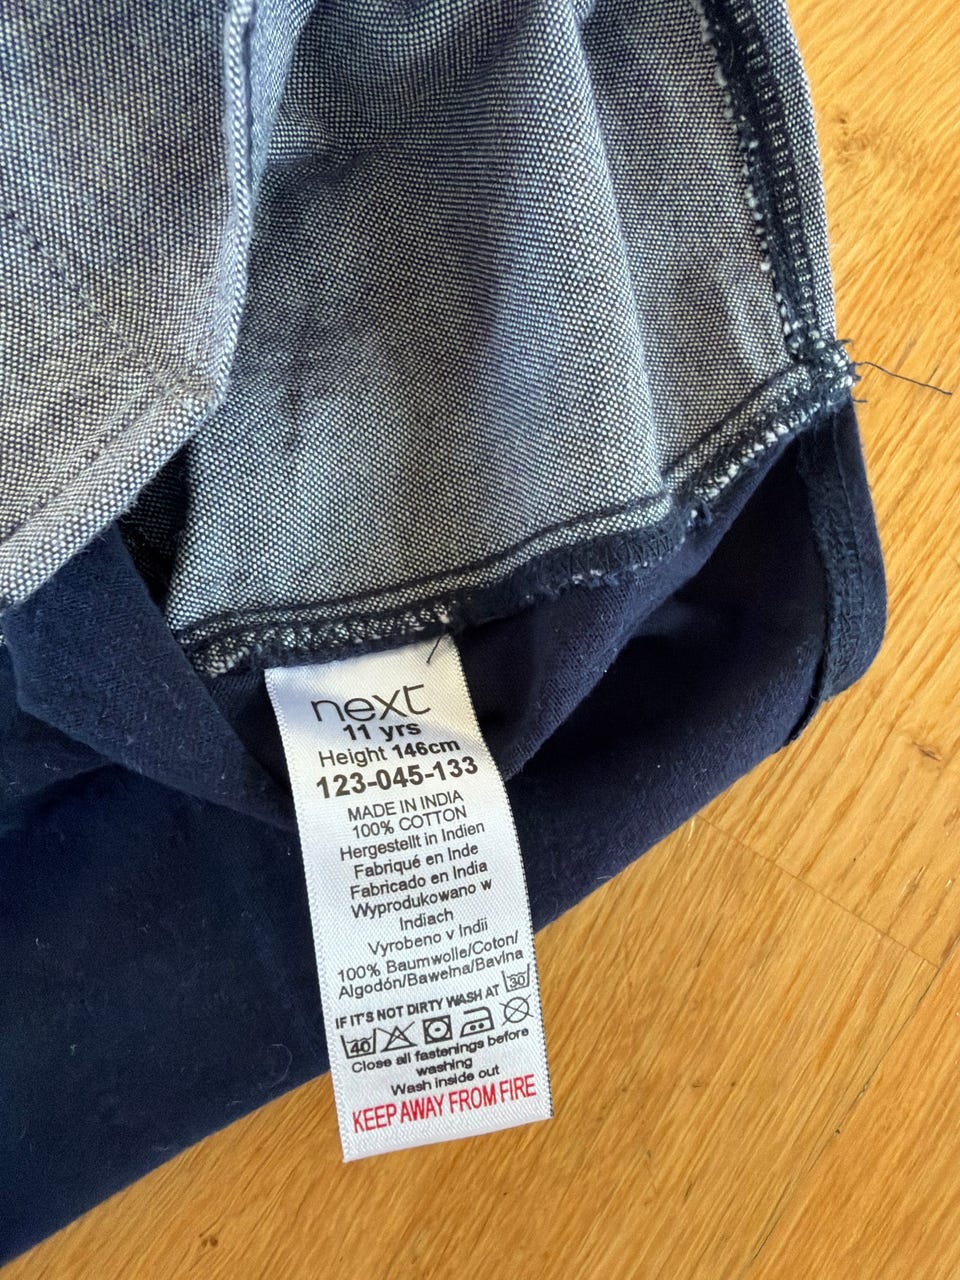 next
11 yrs
Height 146cm
123-045-133
MADE IN INDIA
100% COTTON
Hergestellt in Indien
Fabriqué en Inde
Fabricado en India
Wyprodukowano w
Indiach
Vyrobeno v Indii
100% Baumwolle/Coton/
Algodón/Bawełna/Bavlna
IF IT'S NOT DIRTY WASH AT 30
40
Close all fastenings before
washing
Wash inside out
KEEP AWAY FROM FIRE